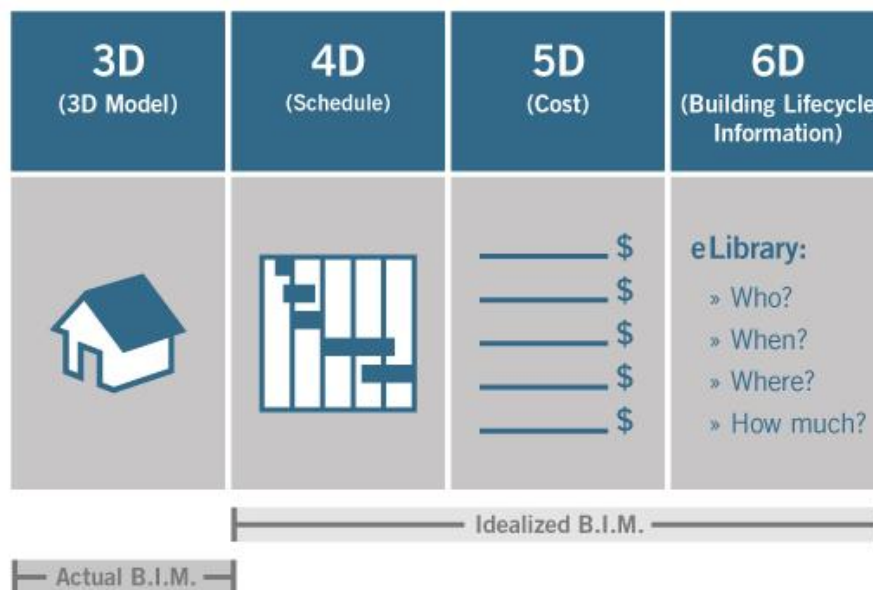 3D
(3D Model)
4D
(Schedule)
5D
(Cost)
6D
(Building Lifecycle
Information)
$
$
$
$
$
eLibrary:
» Who?
» When?
» Where?
» How much?
Idealized B.I.M.
Actual B.I.M.